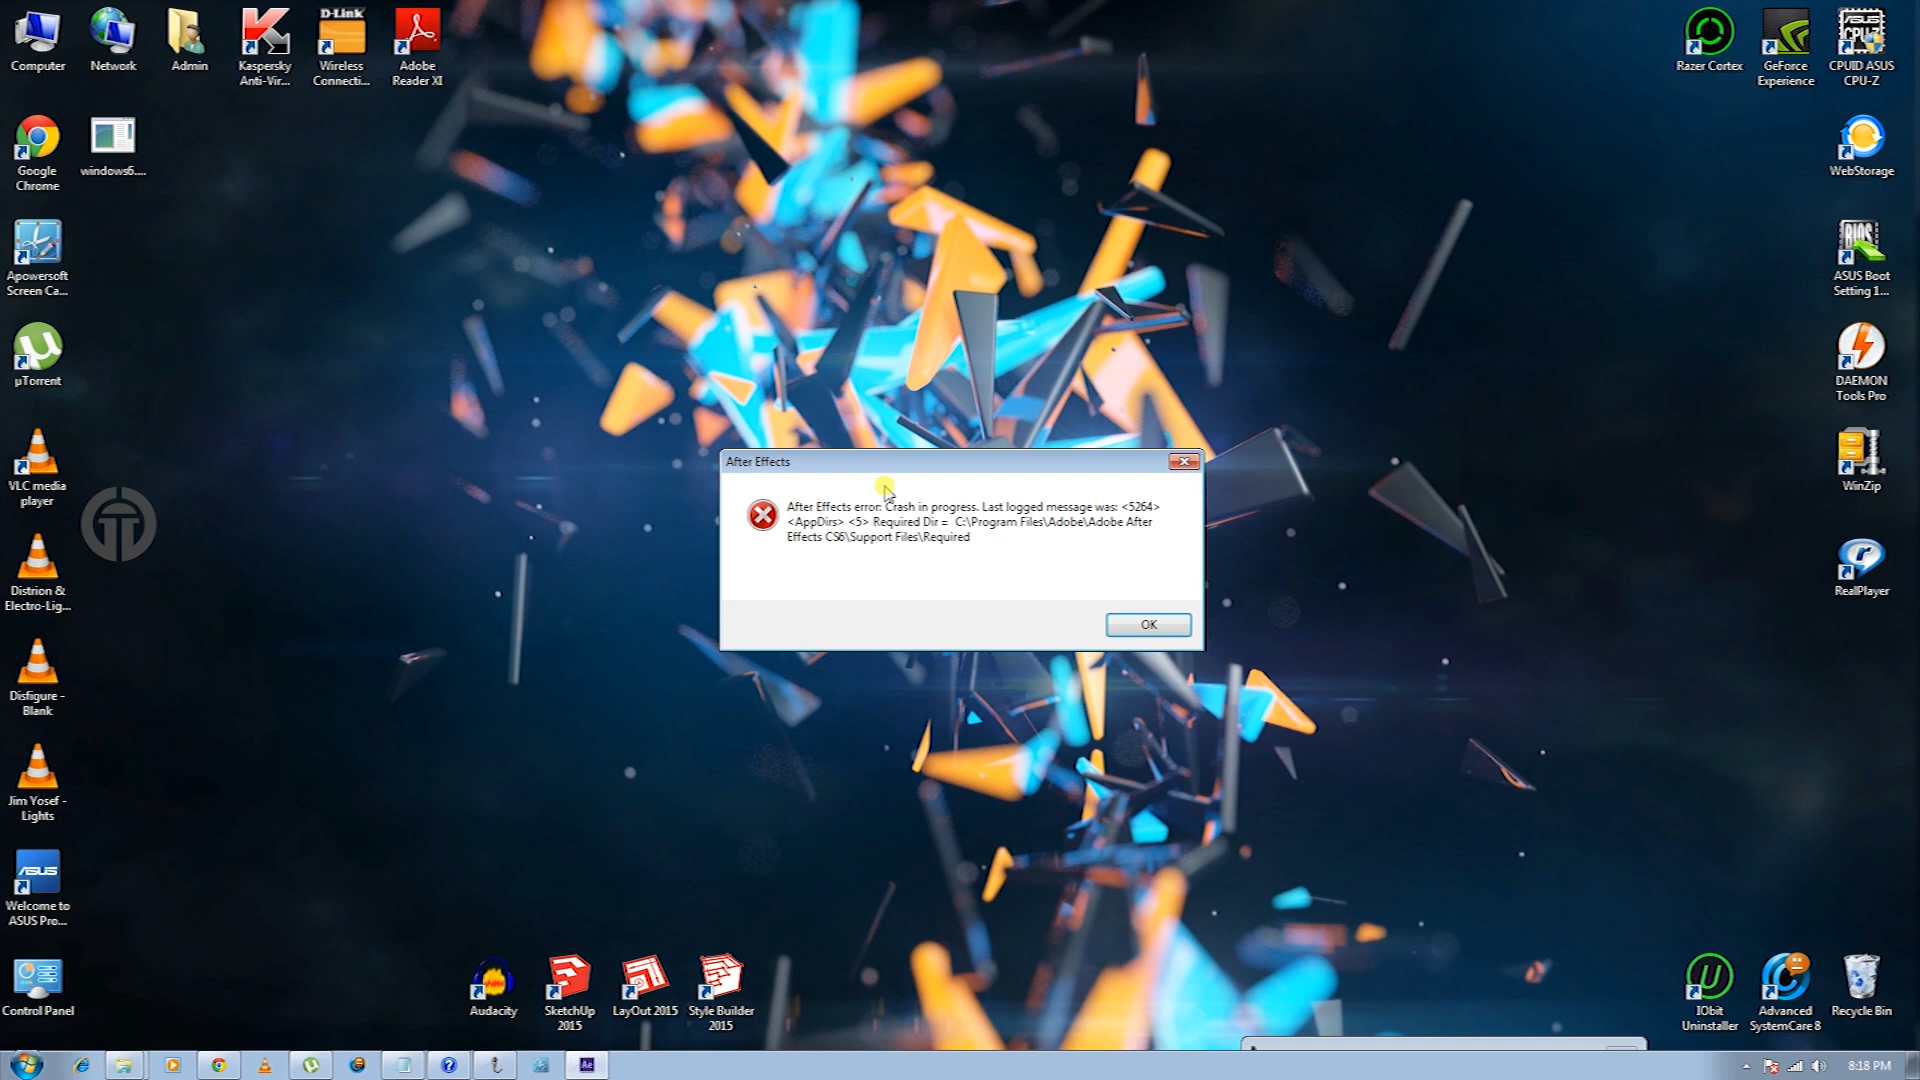 Computer
Network
Admin
Kaspersky
Anti-Vir...
D-Link
Wireless
Connecti...
Adobe
Reader XI
Razer Cortex
GeForce
Experience
ASUS
CPU-Z
CPUID ASUS
CPU-Z
Google
Chrome
windows6....
WebStorage
Apowersoft
Screen Ca...
BIOS
ASUS Boot
Setting 1...
µTorrent
DAEMON
Tools Pro
VLC media
player
WinZip
After Effects
After Effects error: Crash in progress. Last logged message was: <5264>
<AppDirs> <5> Required Dir = C:\Program Files\Adobe\Adobe After
Effects CS6\Support Files\Required
OK
Distrion &
Electro-Lig...
RealPlayer
Disfigure -
Blank
Jim Yosef -
Lights
ASUS
Welcome to
ASUS Pro...
Control Panel
Audacity
SketchUp
2015
LayOut 2015
Style Builder
2015
IObit
Uninstaller
Advanced
SystemCare 8
Recycle Bin
Ae
8:18 PM